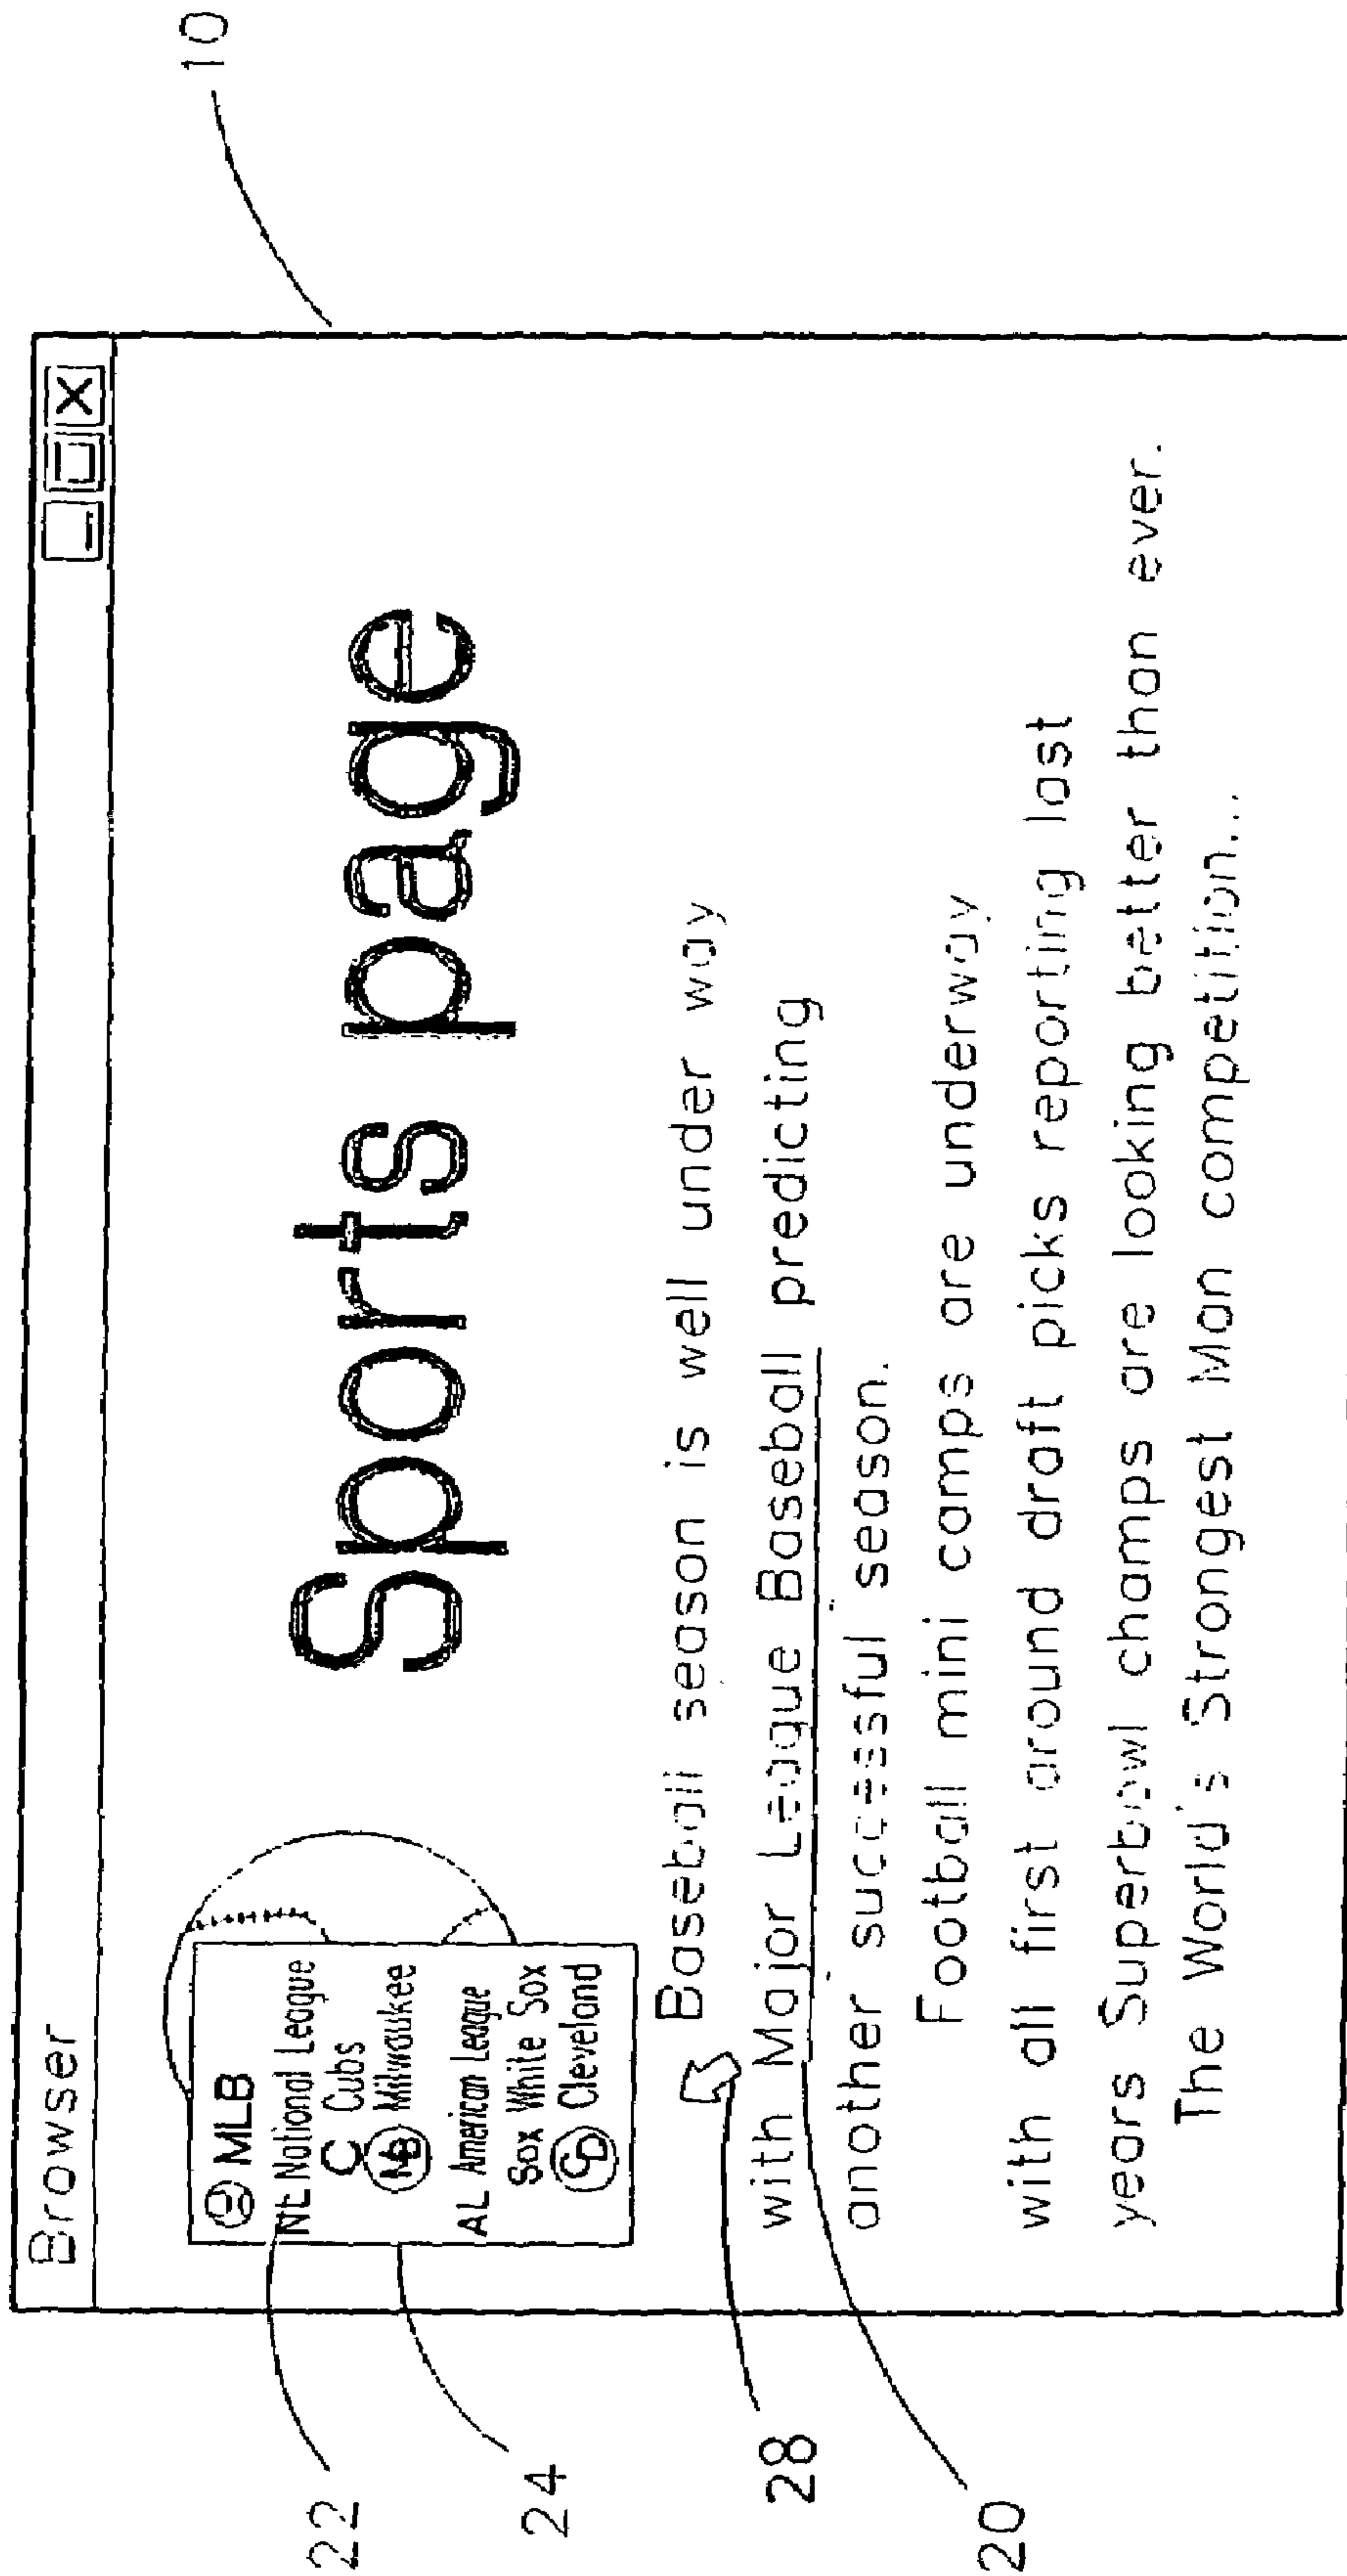 10
Browser
Sports page
MLB
NL National League
C Cubs
MB Milwaukee
AL American League
Sox White Sox
CD Cleveland
Baseball season is well under way
with Major League Baseball predicting
another successful season.
Football mini camps are underway
with all first around draft picks reporting last
years Superbowl champs are looking better than ever.
The World's Strongest Man competition...
22
24
28
20